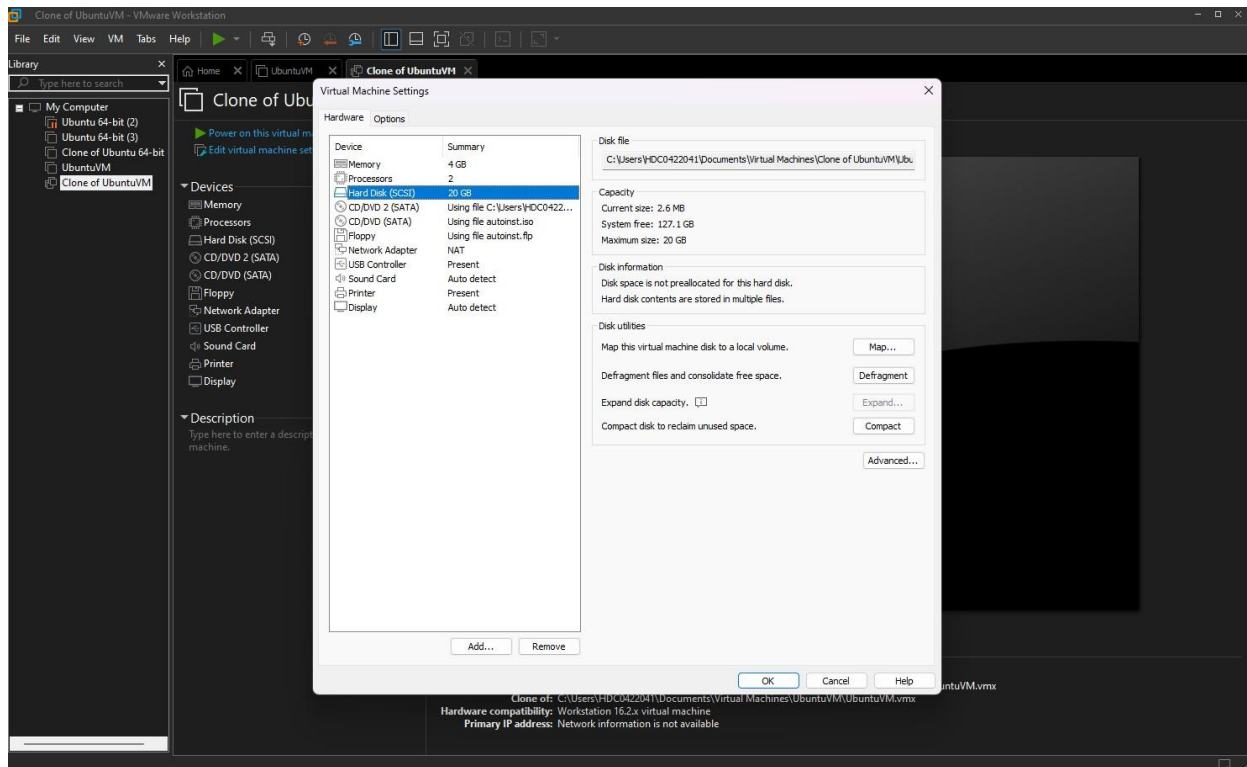 Clone of UbuntuVM - VMware Workstation
File Edit View VM Tabs Help
Library
Type here to search
My Computer
Ubuntu 64-bit (2)
Ubuntu 64-bit (3)
Clone of Ubuntu 64-bit
UbuntuVM
Clone of UbuntuVM
Home UbuntuVM Clone of UbuntuVM
Clone of Ubu
Power on this virtual m
Edit virtual machine set
Devices
Memory
Processors
Hard Disk (SCSI)
CD/DVD 2 (SATA)
CD/DVD (SATA)
Floppy
Network Adapter
USB Controller
Sound Card
Printer
Display
Description
Type here to enter a descript
machine.
Virtual Machine Settings
Hardware Options
Device Summary
Memory 4 GB
Processors 2
Hard Disk (SCSI) 20 GB
CD/DVD 2 (SATA) Using file C:\Users\HDC0422...
CD/DVD (SATA) Using file autoinst.iso
Floppy Using file autoinst.flp
Network Adapter NAT
USB Controller Present
Sound Card Auto detect
Printer Present
Display Auto detect
Add... Remove
Disk file
C:\Users\HDC0422041\Documents\Virtual Machines\Clone of UbuntuVM\Ubu
Capacity
Current size: 2.6 MB
System free: 127.1 GB
Maximum size: 20 GB
Disk information
Disk space is not preallocated for this hard disk.
Hard disk contents are stored in multiple files.
Disk utilities
Map this virtual machine disk to a local volume. Map...
Defragment files and consolidate free space. Defragment
Expand disk capacity. Expand...
Compact disk to reclaim unused space. Compact
Advanced...
OK Cancel Help
untuVM.vmx
Clone of: C:\Users\HDC0422041\Documents\Virtual Machines\UbuntuVM\UbuntuVM.vmx
Hardware compatibility: Workstation 16.2.x virtual machine
Primary IP address: Network information is not available